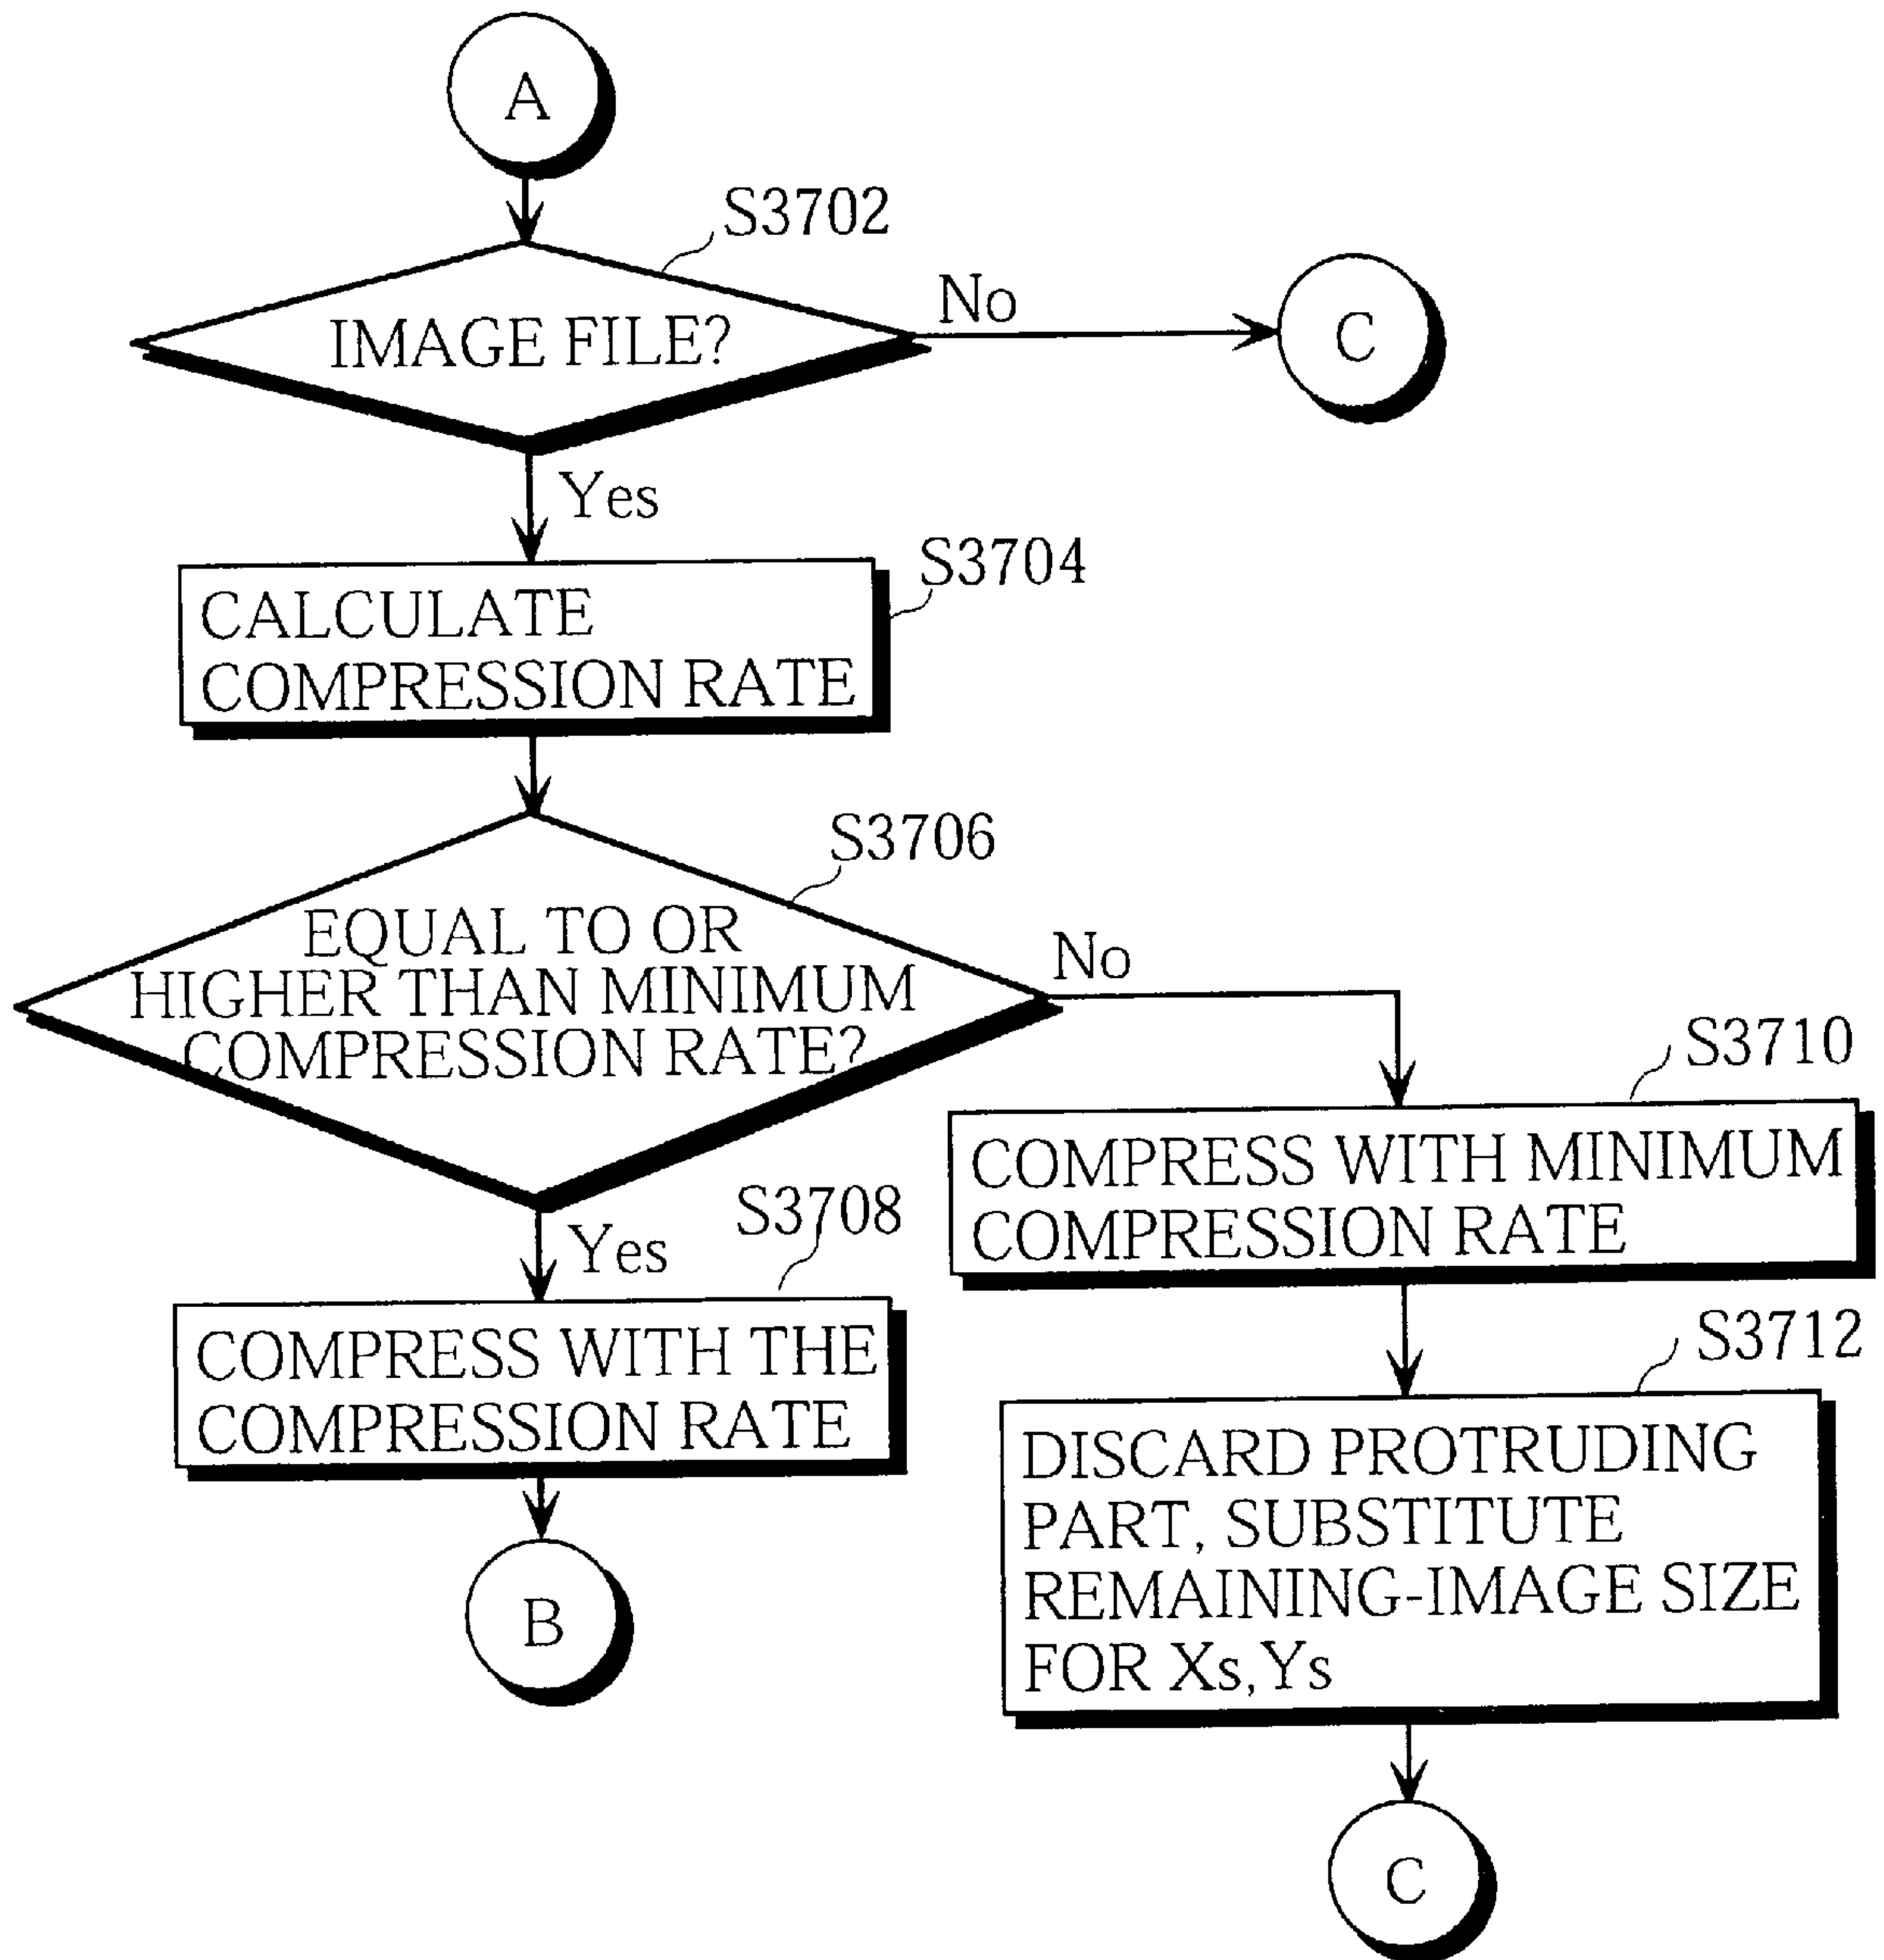 A
S3702
IMAGE FILE?
No
C
Yes
S3704
CALCULATE
COMPRESSION RATE
S3706
EQUAL TO OR
HIGHER THAN MINIMUM
COMPRESSION RATE?
No
Yes
S3708
COMPRESS WITH THE
COMPRESSION RATE
B
S3710
COMPRESS WITH MINIMUM
COMPRESSION RATE
S3712
DISCARD PROTRUDING
PART, SUBSTITUTE
REMAINING-IMAGE SIZE
FOR Xs,Ys
C